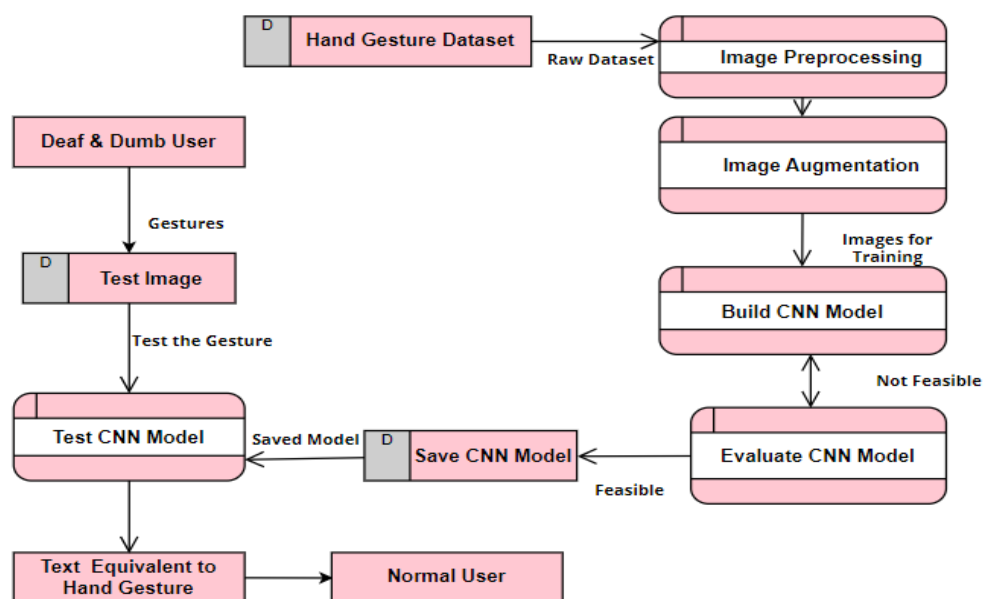 D
Hand Gesture Dataset
Raw Dataset
Image Preprocessing
Image Augmentation
Images for
Training
Build CNN Model
Not Feasible
Evaluate CNN Model
Feasible
D
Save CNN Model
Saved Model
Deaf & Dumb User
Gestures
D
Test Image
Test the Gesture
Test CNN Model
Text Equivalent to
Hand Gesture
Normal User